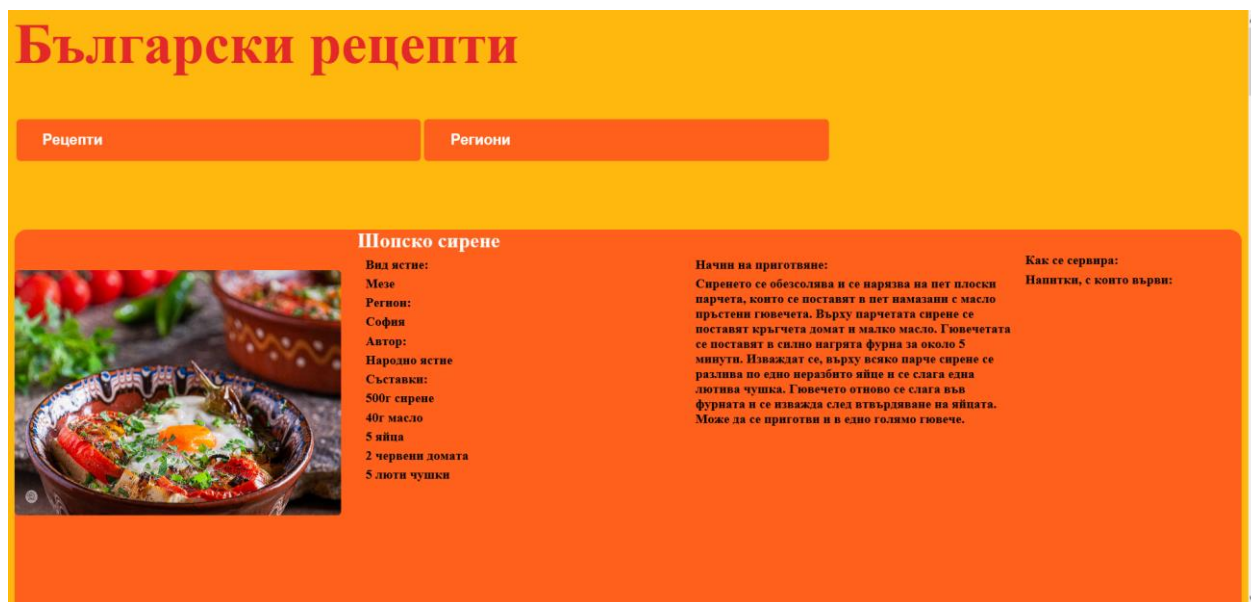 Български рецепти
Рецепти
Региони
Шопско сирене
Вид ястие:
Мезе
Регион:
София
Автор:
Народно ястие
Съставки:
500г сирене
40г масло
5 яйца
2 червени домата
5 люти чушки
Начин на приготвяне:
Сиренето се обезсолява и се нарязва на пет плоски
парчета, които се поставят в пет намазани с масло
пръстени гювечета. Върху парчетата сирене се
поставят кръгчета домат и малко масло. Гювечетата
се поставят в силно нагрята фурна за около 5
минути. Изваждат се, върху всяко парче сирене се
разлива по едно неразбито яйце и се слага една
лютива чушка. Гювечето отново се слага във
фурната и се изважда след втвърдяване на яйцата.
Може да се приготви и в едно голямо гювече.
Как се сервира:
Напитки, с които върви: